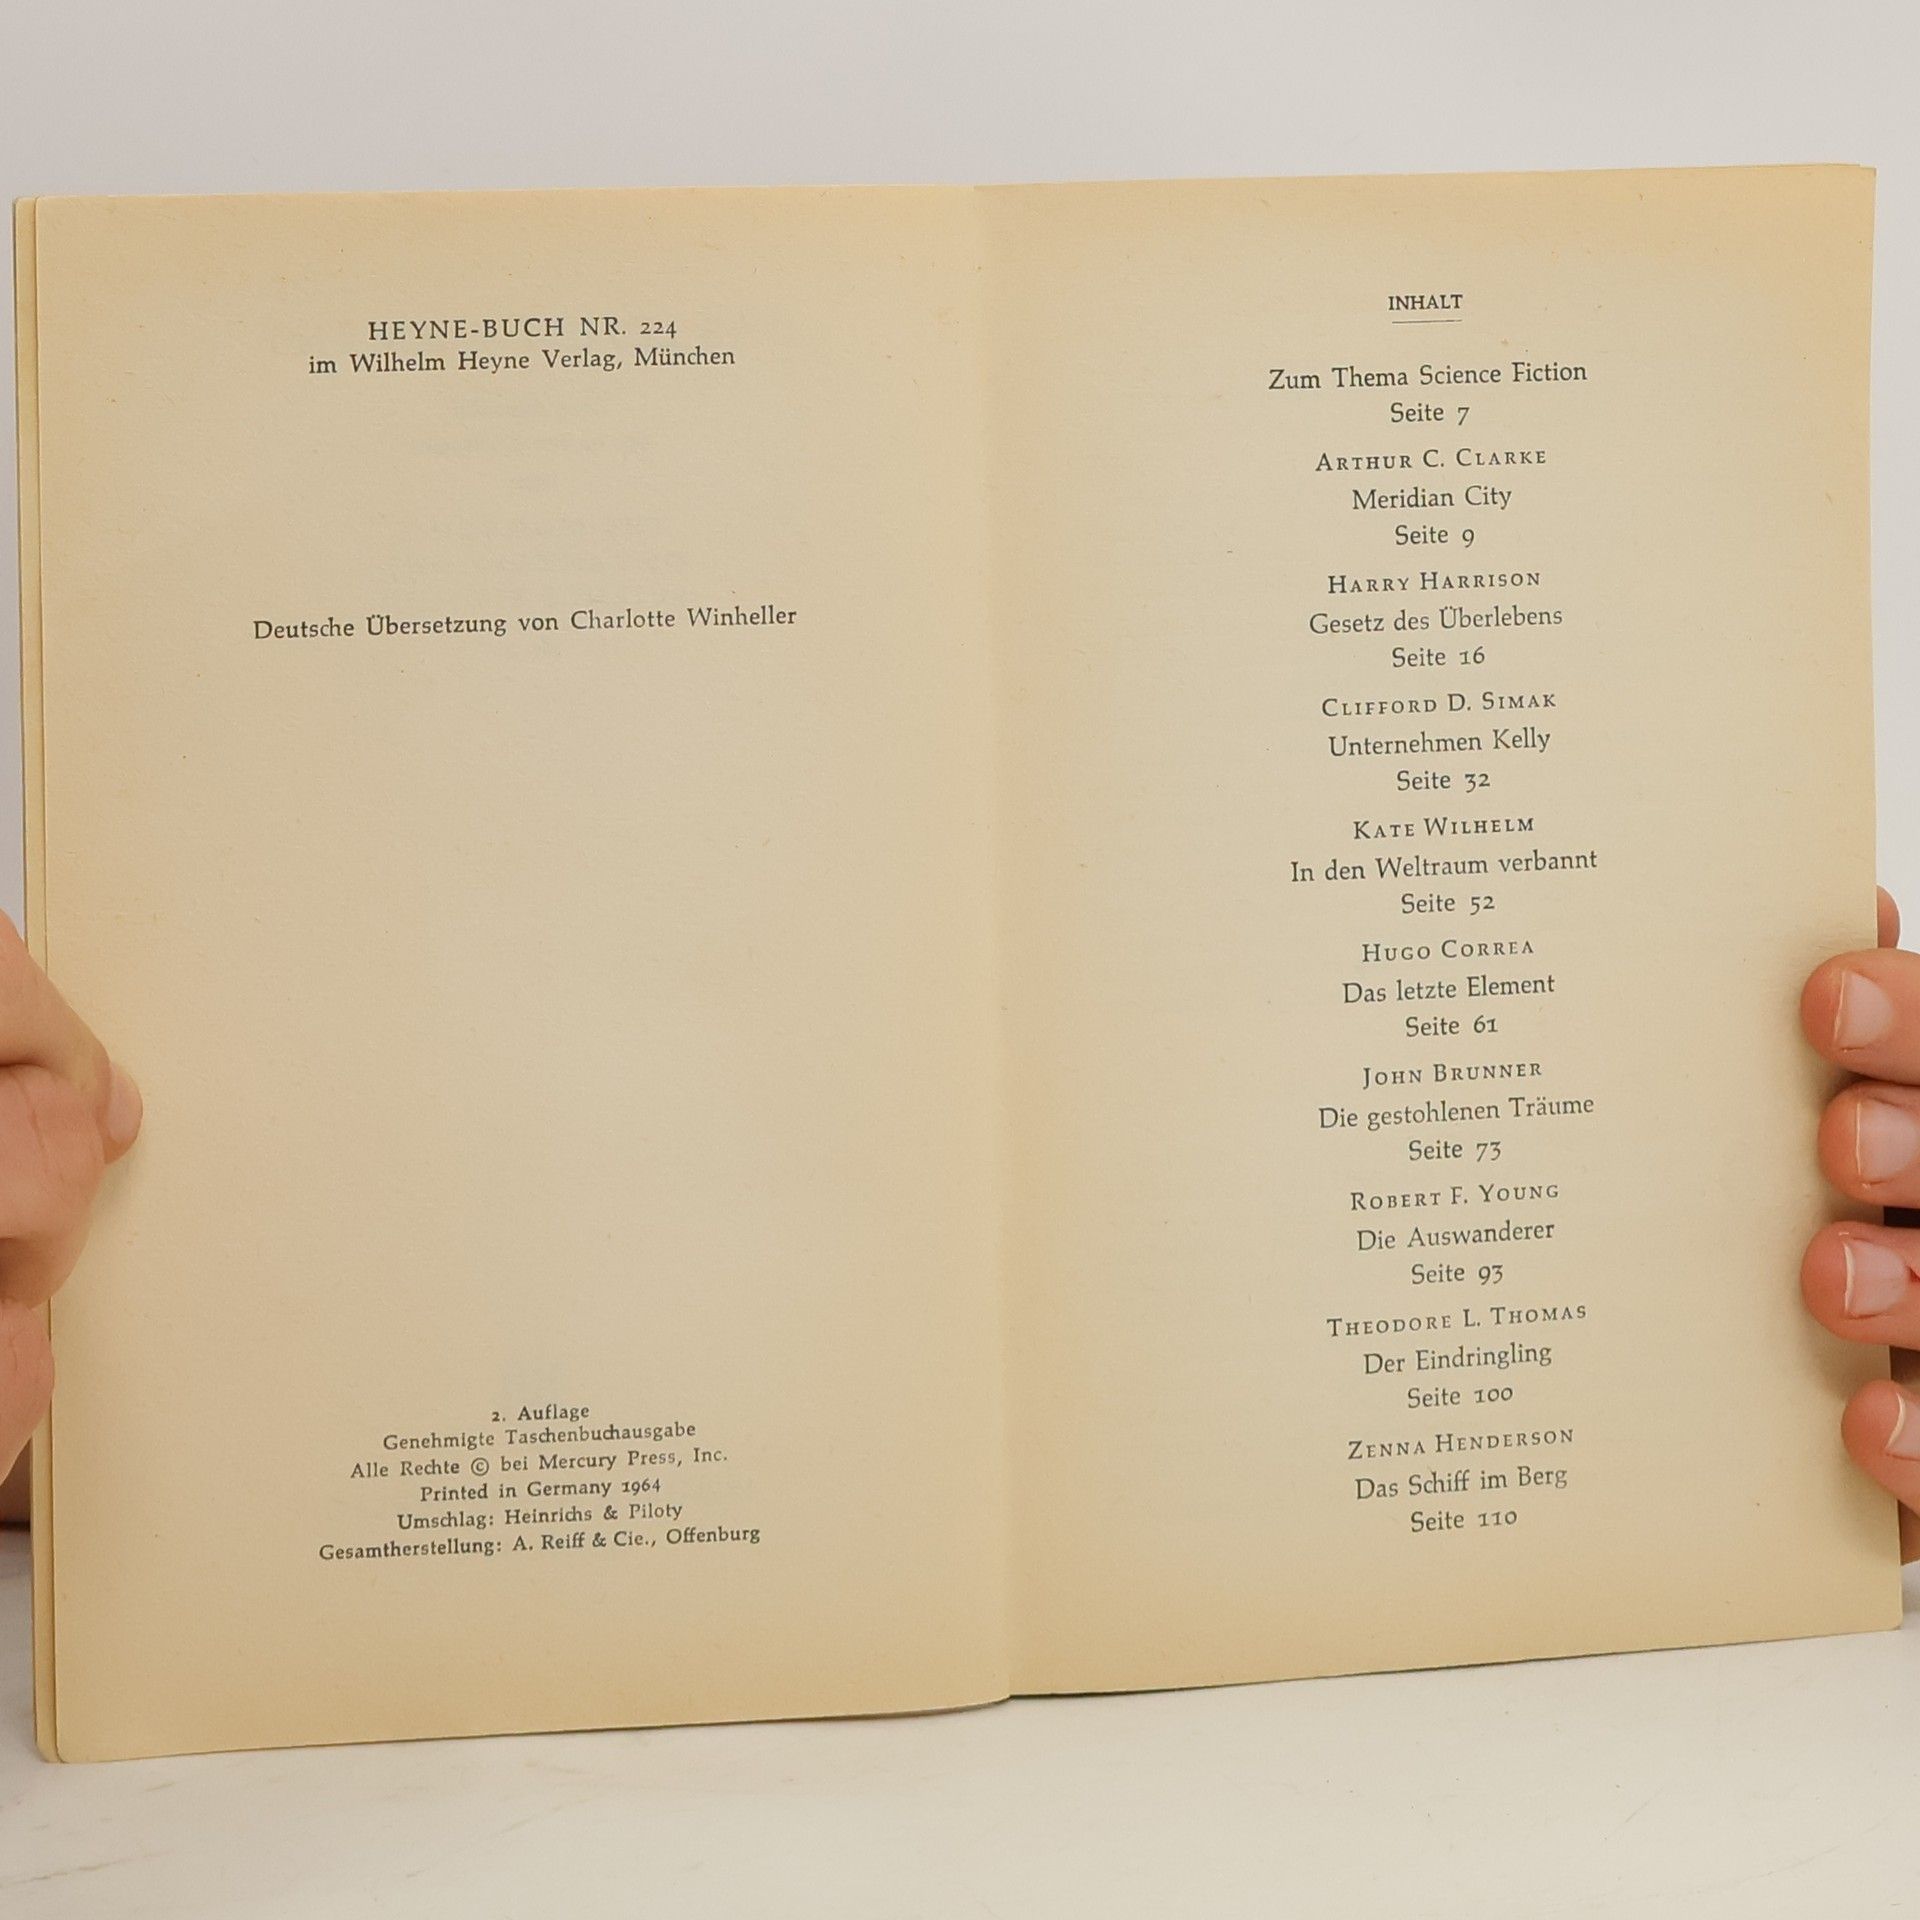 HEYNE-BUCH NR. 224
im Wilhelm Heyne Verlag, München
Deutsche Übersetzung von Charlotte Winheller
2. Auflage
Genehmigte Taschenbuchausgabe
Alle Rechte © bei Mercury Press, Inc.
Printed in Germany 1964
Umschlag: Heinrichs & Piloty
Gesamtherstellung: A. Reiff & Cie., Offenburg
INHALT
Zum Thema Science Fiction
Seite 7
ARTHUR C. CLARKE
Meridian City
Seite 9
HARRY HARRISON
Gesetz des Überlebens
Seite 16
CLIFFORD D. SIMAK
Unternehmen Kelly
Seite 32
KATE WILHELM
In den Weltraum verbannt
Seite 52
HUGO CORREA
Das letzte Element
Seite 61
JOHN BRUNNER
Die gestohlenen Träume
Seite 73
ROBERT F. YOUNG
Die Auswanderer
Seite 93
THEODORE L. THOMAS
Der Eindringling
Seite 100
ZENNA HENDERSON
Das Schiff im Berg
Seite 110